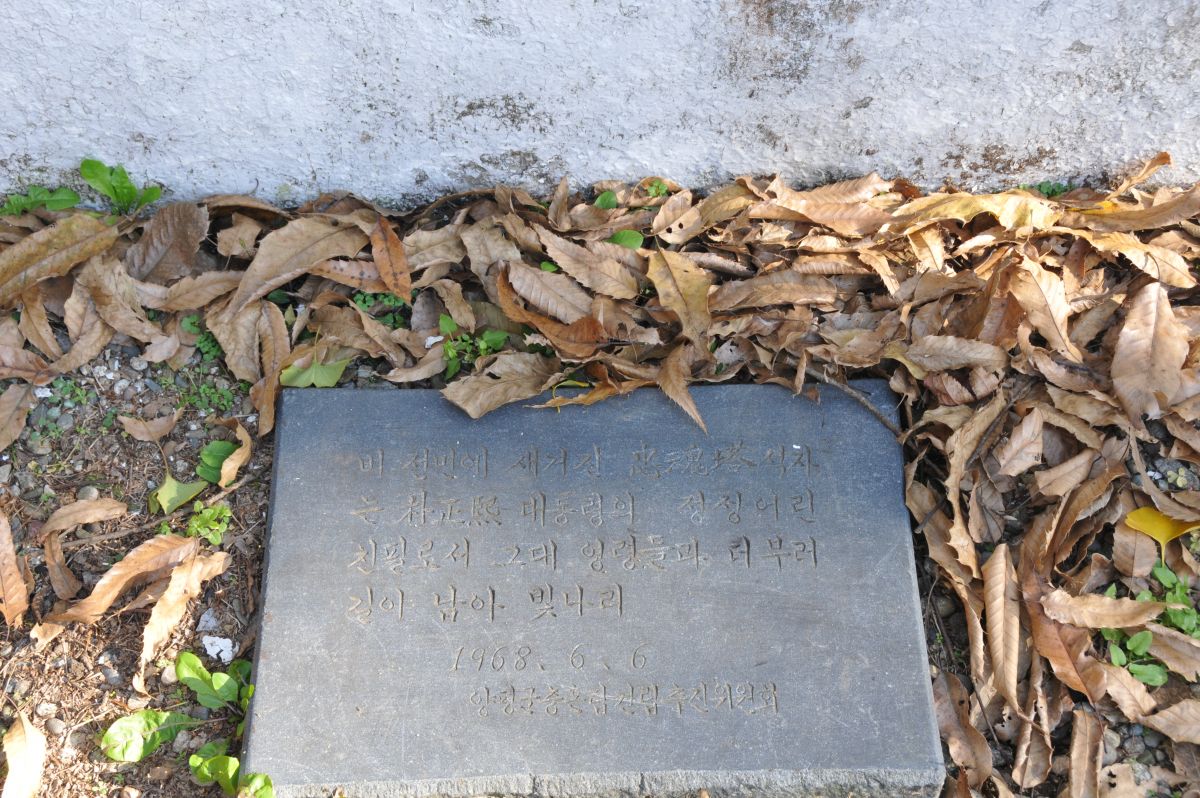 비 전면에 새겨진 忠魂塔 석자
는 朴正熙 대통령의 정정어린
친필로서 그대 영령들과 더부러
길이 남아 빛나리
1968. 6. 6
양평군충혼탑건립추진위원회